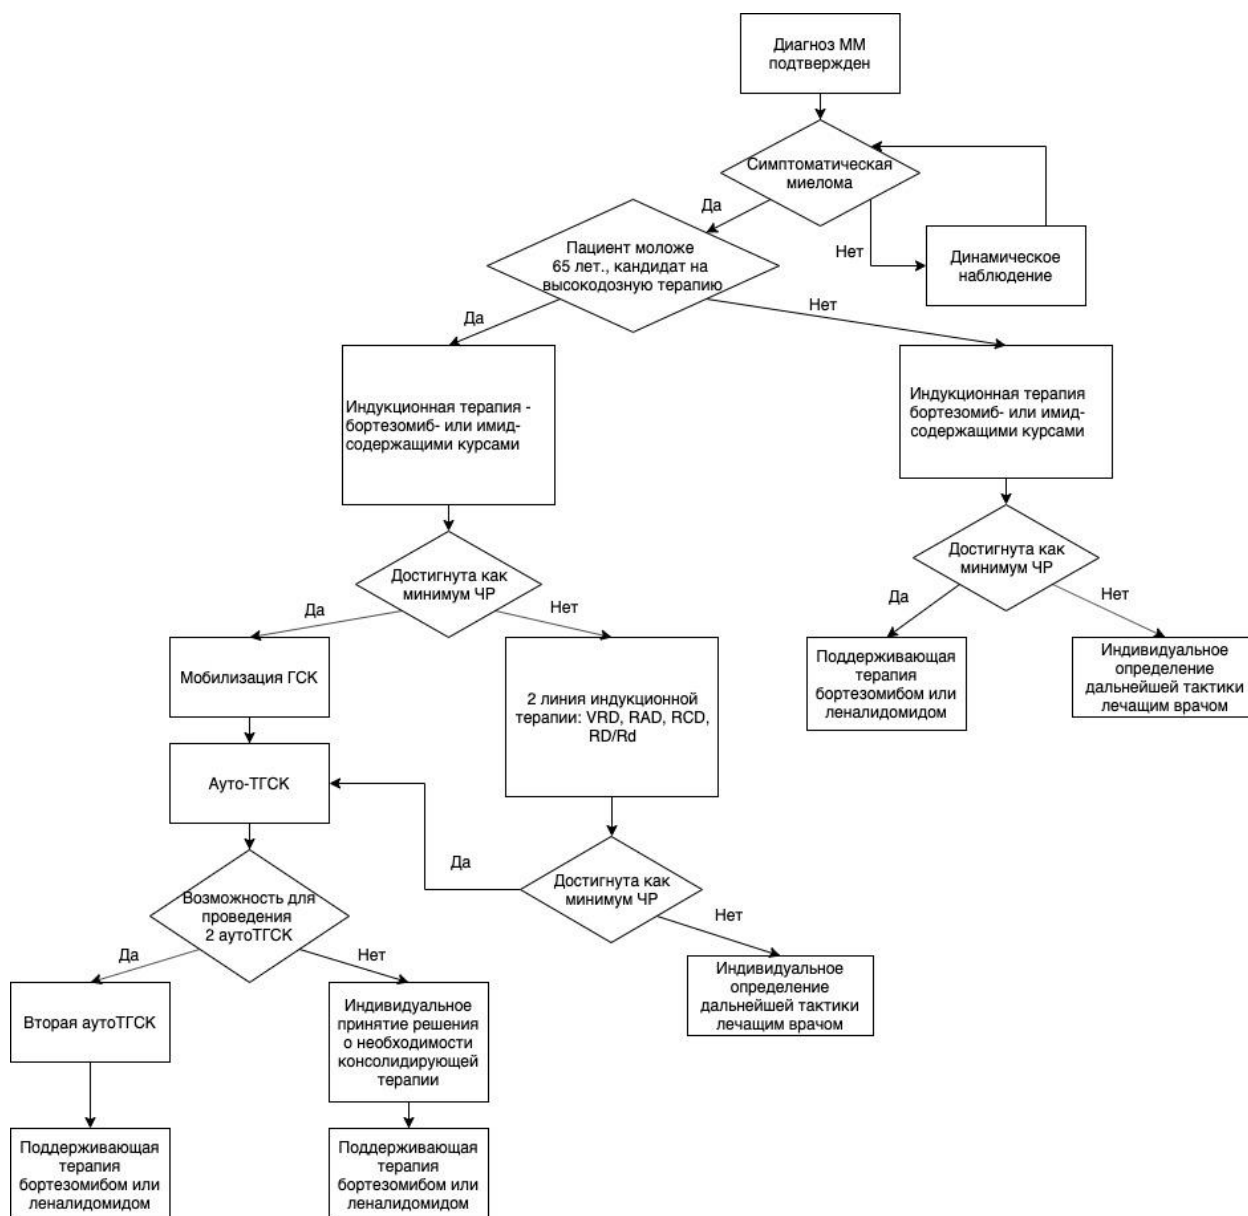 Диагноз ММ
подтвержден
Симптоматическая
миелома
Да
Нет
Динамическое
наблюдение
Пациент моложе
65 лет., кандидат на
высокодозную терапию
Да
Нет
Индукционная терапия -
бортезомиб- или имид-
содержащими курсами
Индукционная терапия
бортезомиб- или имид-
содержащими курсами
Достигнута как
минимум ЧР
Да
Нет
Достигнута как
минимум ЧР
Да
Нет
Мобилизация ГСК
2 линия индукционной
терапии: VRD, RAD, RCD,
RD/Rd
Поддерживающая
терапия
бортезомибом или
леналидомидом
Индивидуальное
определение
дальнейшей тактики
лечащим врачом
Ауто-ТГСК
Да
Достигнута как
минимум ЧР
Нет
Возможность для
проведения
2 аутоТГСК
Да
Нет
Индивидуальное
определение
дальнейшей тактики
лечащим врачом
Вторая аутоТГСК
Индивидуальное
принятие решения
о необходимости
консолидирующей
терапии
Поддерживающая
терапия
бортезомибом или
леналидомидом
Поддерживающая
терапия
бортезомибом или
леналидомидом